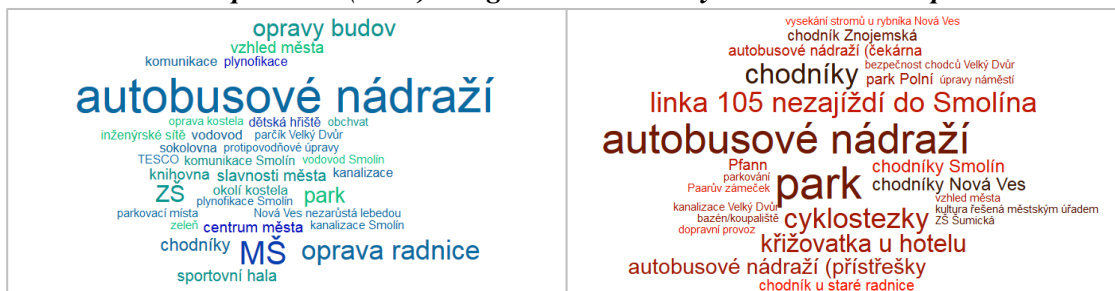 opravy budov
vzhled města
komunikace plynofikace
autobusové nádraží
oprava kostela dětská hřiště obchvat
inženýrské sítě vodovod parčík Velký Dvůr
sokolovna protipovodňové úpravy
TESCO komunikace Smolín vodovod Smolín
knihovna slavnosti města kanalizace
ZŠ okolí kostela park
plynofikace Smolín
parkovací místa Nová Ves nezarůstá lebedou
zeleň centrum města kanalizace Smolín
chodníky MŠ oprava radnice
sportovní hala
vysekání stromů u rybníka Nová Ves
chodník Znojemská
autobusové nádraží (čekárna
bezpečnost chodců Velký Dvůr
chodníky park Polní úpravy náměstí
linka 105 nezajíždí do Smolína
autobusové nádraží
Pfann park chodníky Smolín
parkování
Paarův zámeček chodníky Nová Ves
vzhled města
kanalizace Velký Dvůr cyklostezky kultura řešená městským úřadem
bazén/koupaliště ZŠ Šumická
dopravní provoz
křižovatka u hotelu
autobusové nádraží (přístřešky
chodník u staré radnice